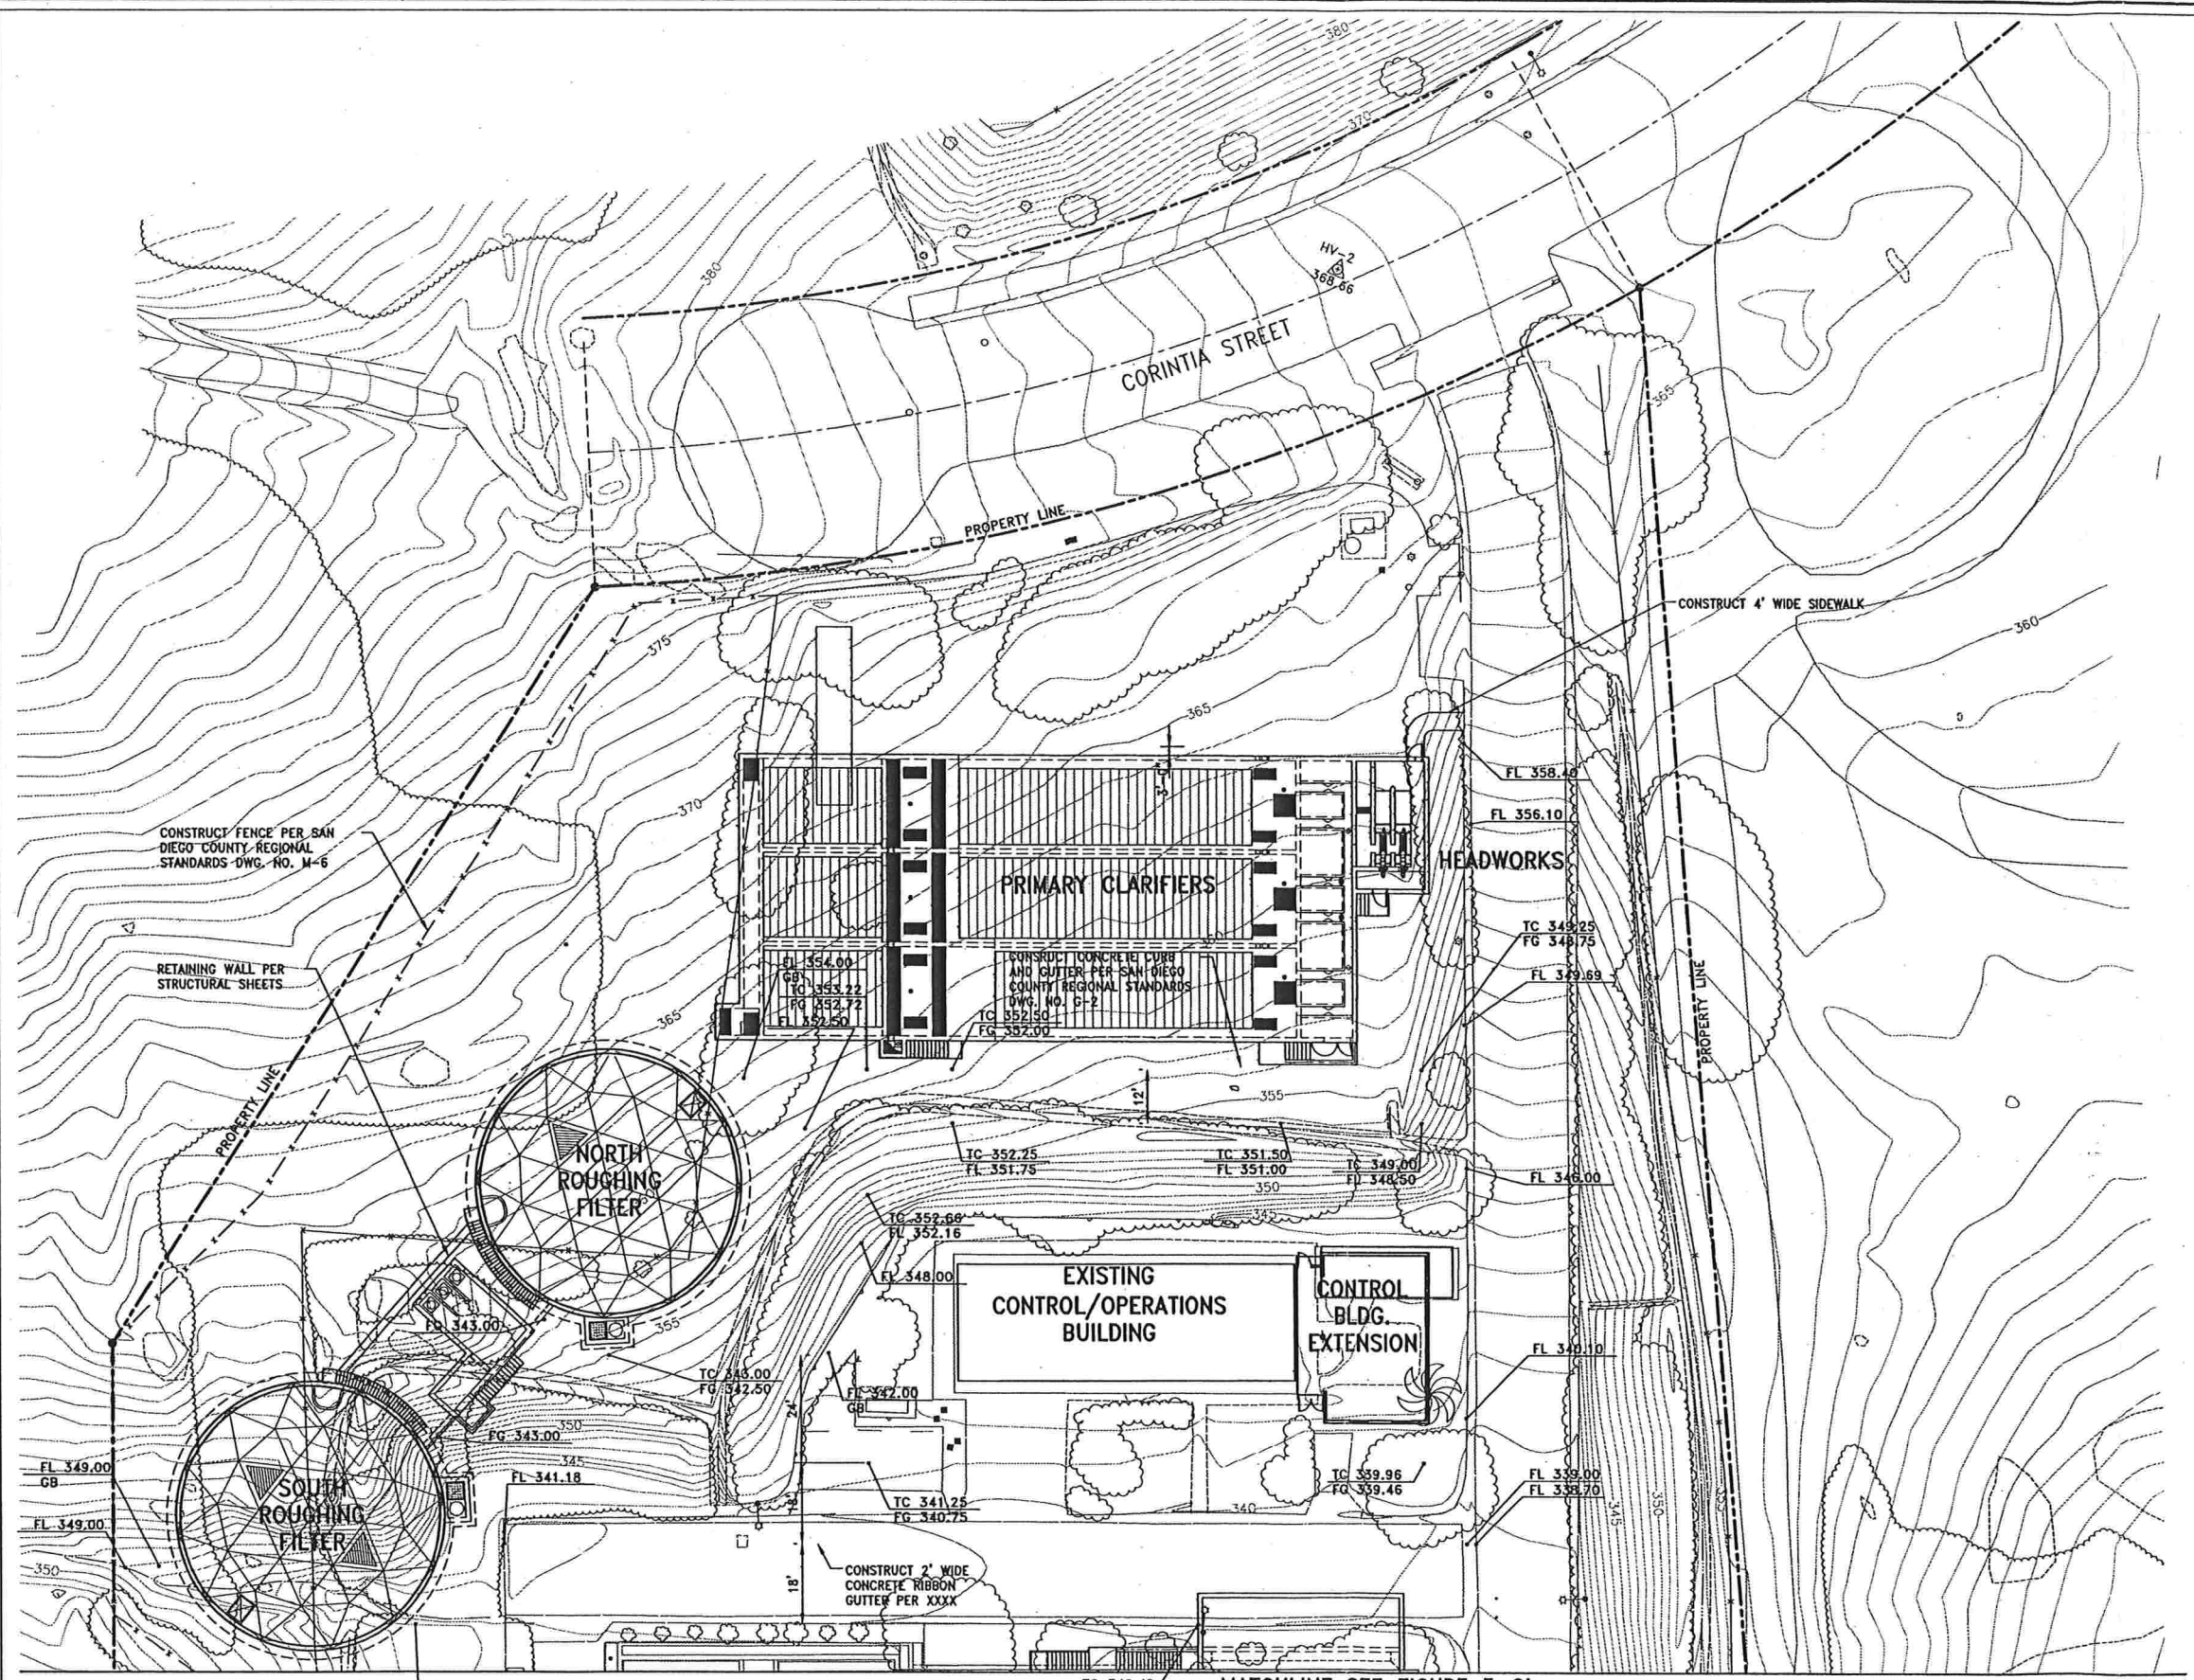 380
370
380
HV-2
368.66
CORINTIA STREET
365
PROPERTY LINE
CONSTRUCT 4' WIDE SIDEWALK
360
375
365
FL 358.40
370
FL 356.10
CONSTRUCT FENCE PER SAN
DIEGO COUNTY REGIONAL
STANDARDS DWG. NO. M-6
HEADWORKS
PRIMARY CLARIFIERS
TC 349.25
FG 348.75
360
RETAINING WALL PER
STRUCTURAL SHEETS
FL 354.00
GB
TC 353.22
FG 352.72
FL 352.50
CONSRUCT CONCRETE CURB
AND GUTTER PER SAN DIEGO
COUNTY REGIONAL STANDARDS
DWG. NO. G-2
TC 352.50
FG 352.00
FL 349.69
PROPERTY LINE
365
PROPERTY LINE
12'
355
NORTH
ROUGHING
FILTER
TC 352.25
FL 351.75
TC 351.50
FL 351.00
TC 349.00
FL 348.50
FL 346.00
350
345
TC 352.66
FL 352.16
FL 348.00
EXISTING
CONTROL/OPERATIONS
BUILDING
CONTROL
BLDG.
EXTENSION
FG 343.00
355
FL 340.10
TC 343.00
FG 342.50
FL 342.00
GB
24'
350
FG 343.00
345
FL 349.00
GB
FL 341.18
SOUTH
ROUGHING
FILTER
TC 339.96
FG 339.46
FL 339.00
FL 338.70
18'
TC 341.25
FG 340.75
340
345
350
355
FL 349.00
350
18'
CONSTRUCT 2' WIDE
CONCRETE RIBBON
GUTTER PER XXXX